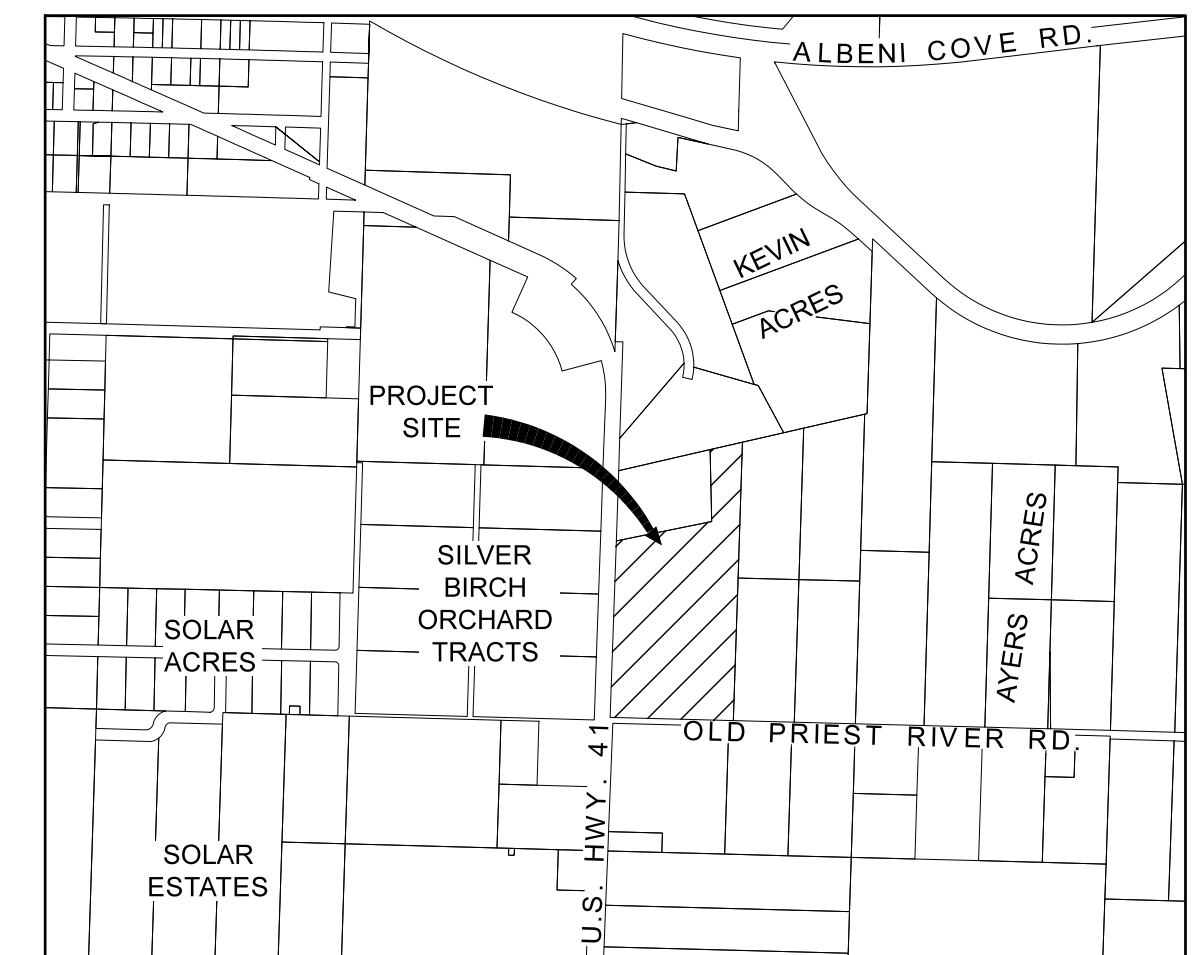 ALBENI COVE RD.
KEVIN
ACRES
PROJECT
SITE
SILVER
BIRCH
ORCHARD
TRACTS
AYERS ACRES
SOLAR
ACRES
OLD PRIEST RIVER RD.
U.S. HWY. 41
SOLAR
ESTATES